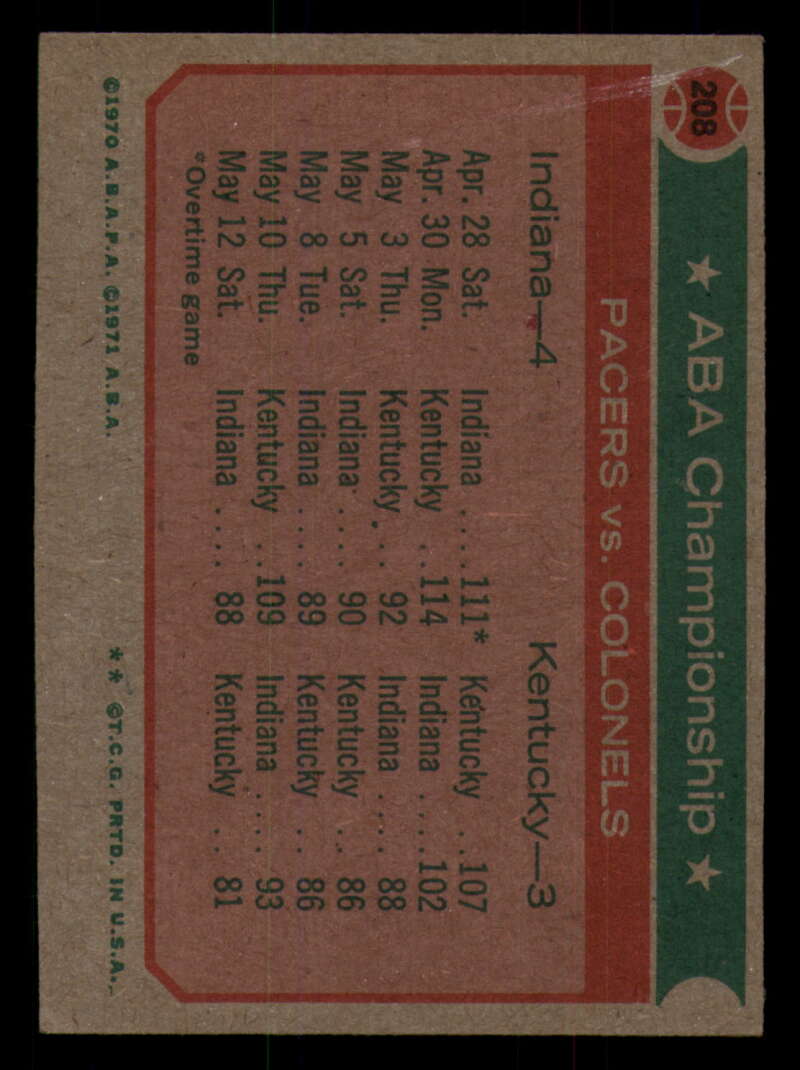 208
★ ABA Championship ★
PACERS vs. COLONELS
Indiana—4 Kentucky—3
Apr. 28 Sat. Indiana ....111* Kentucky ..107
Apr. 30 Mon. Kentucky ..114 Indiana ....102
May 3 Thu. Kentucky .. 92 Indiana .... 88
May 5 Sat. Indiana .... 90 Kentucky .. 86
May 8 Tue. Indiana .... 89 Kentucky .. 86
May 10 Thu. Kentucky ..109 Indiana .... 93
May 12 Sat. Indiana .... 88 Kentucky .. 81
*Overtime game
©1970 A.B.A.P.A. ©1971 A.B.A. ** ©T.C.G. PRTD. IN U.S.A.